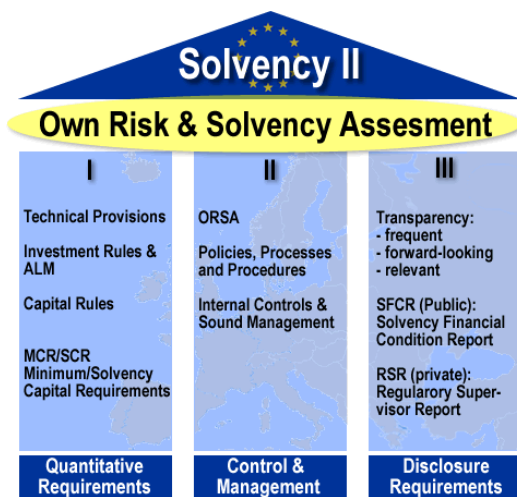 Solvency II
Own Risk & Solvency Assesment
I
Technical Provisions
Investment Rules &
ALM
Capital Rules
MCR/SCR
Minimum/Solvency
Capital Requirements
Quantitative
Requirements
II
ORSA
Policies, Processes
and Procedures
Internal Controls &
Sound Management
Control &
Management
III
Transparency:
- frequent
- forward-looking
- relevant
SFCR (Public):
Solvency Financial
Condition Report
RSR (private):
Regularory Super-
visor Report
Disclosure
Requirements